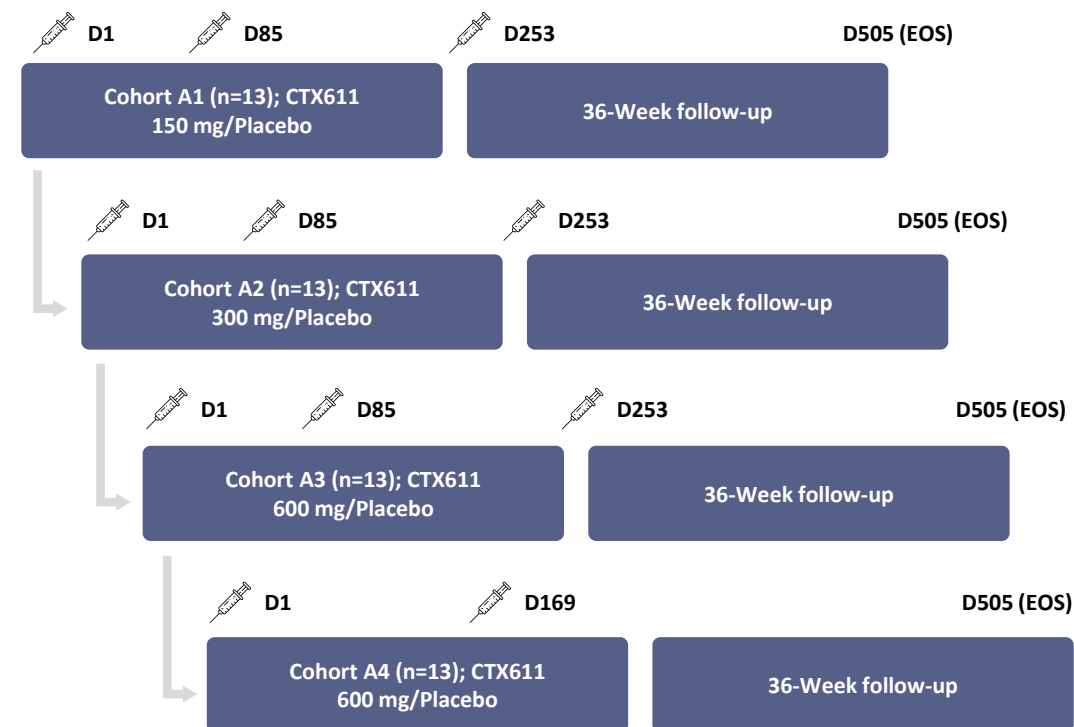 D1 D85 D253 D505 (EOS)
Cohort A1 (n=13); CTX611
150 mg/Placebo
36-Week follow-up
D1 D85 D253 D505 (EOS)
Cohort A2 (n=13); CTX611
300 mg/Placebo
36-Week follow-up
D1 D85 D253 D505 (EOS)
Cohort A3 (n=13); CTX611
600 mg/Placebo
36-Week follow-up
D1 D169 D505 (EOS)
Cohort A4 (n=13); CTX611
600 mg/Placebo
36-Week follow-up